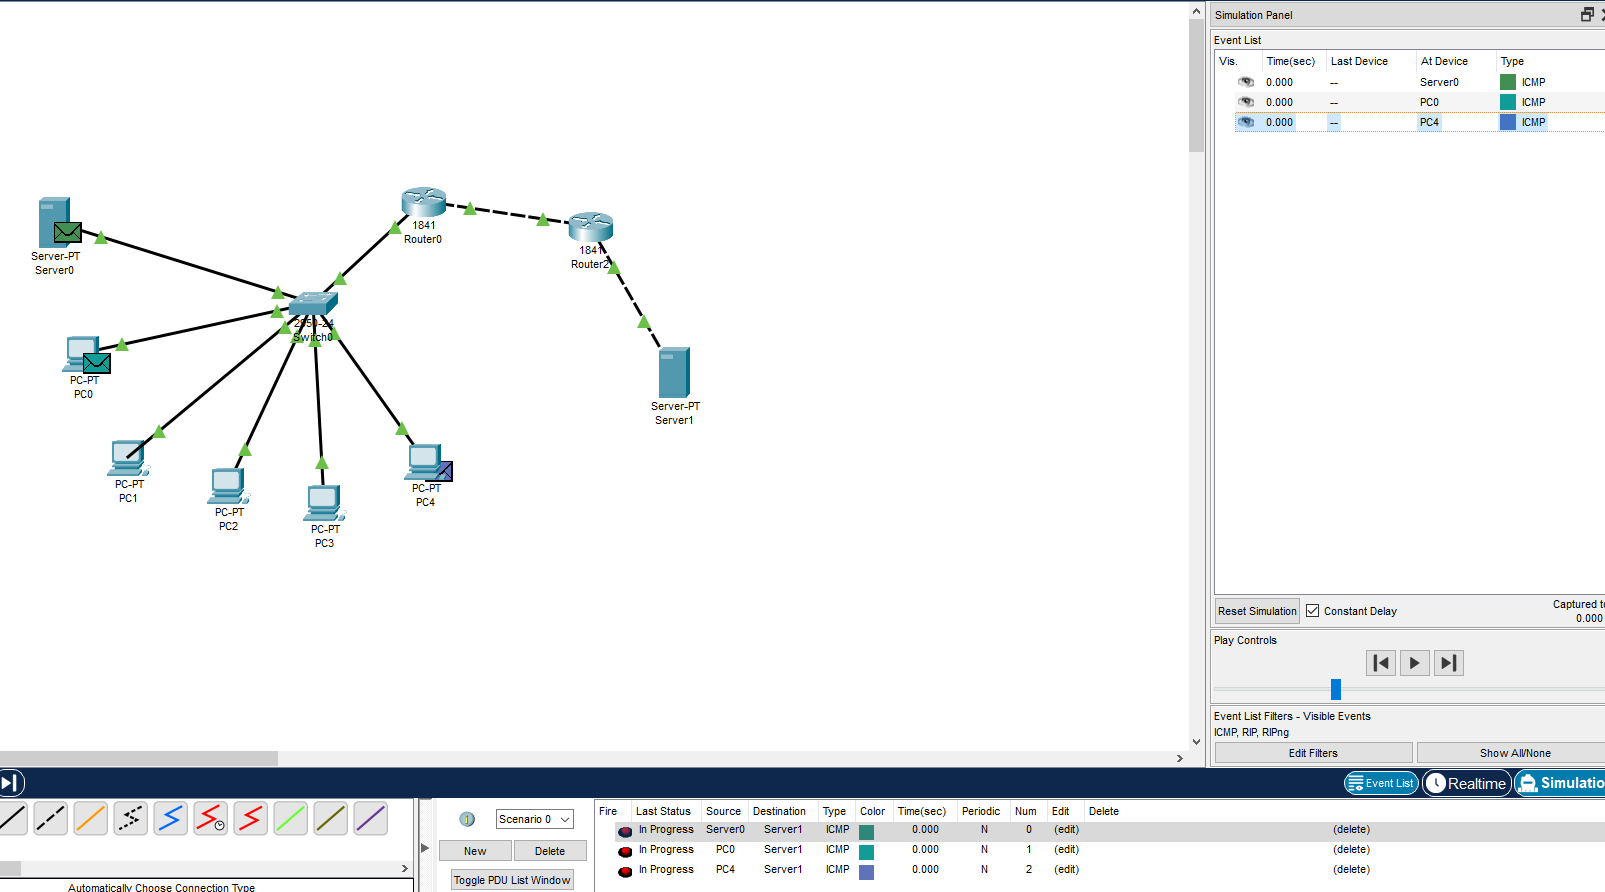 Simulation Panel
Event List
Vis. Time(sec) Last Device At Device Type
0.000 -- Server0 ICMP
0.000 -- PC0 ICMP
0.000 -- PC4 ICMP
1841
Router0
1841
Router2
Server-PT
Server0
2950-24
Switch0
PC-PT
PC0
Server-PT
Server1
PC-PT
PC1
PC-PT
PC2
PC-PT
PC3
PC-PT
PC4
Reset Simulation Constant Delay Captured to
0.000
Play Controls
Event List Filters - Visible Events
ICMP, RIP, RIPng
Edit Filters Show All/None
Event List Realtime Simulatio
Scenario 0
New Delete
Toggle PDU List Window
Automatically Choose Connection Type
Fire Last Status Source Destination Type Color Time(sec) Periodic Num Edit Delete
In Progress Server0 Server1 ICMP 0.000 N 0 (edit) (delete)
In Progress PC0 Server1 ICMP 0.000 N 1 (edit) (delete)
In Progress PC4 Server1 ICMP 0.000 N 2 (edit) (delete)